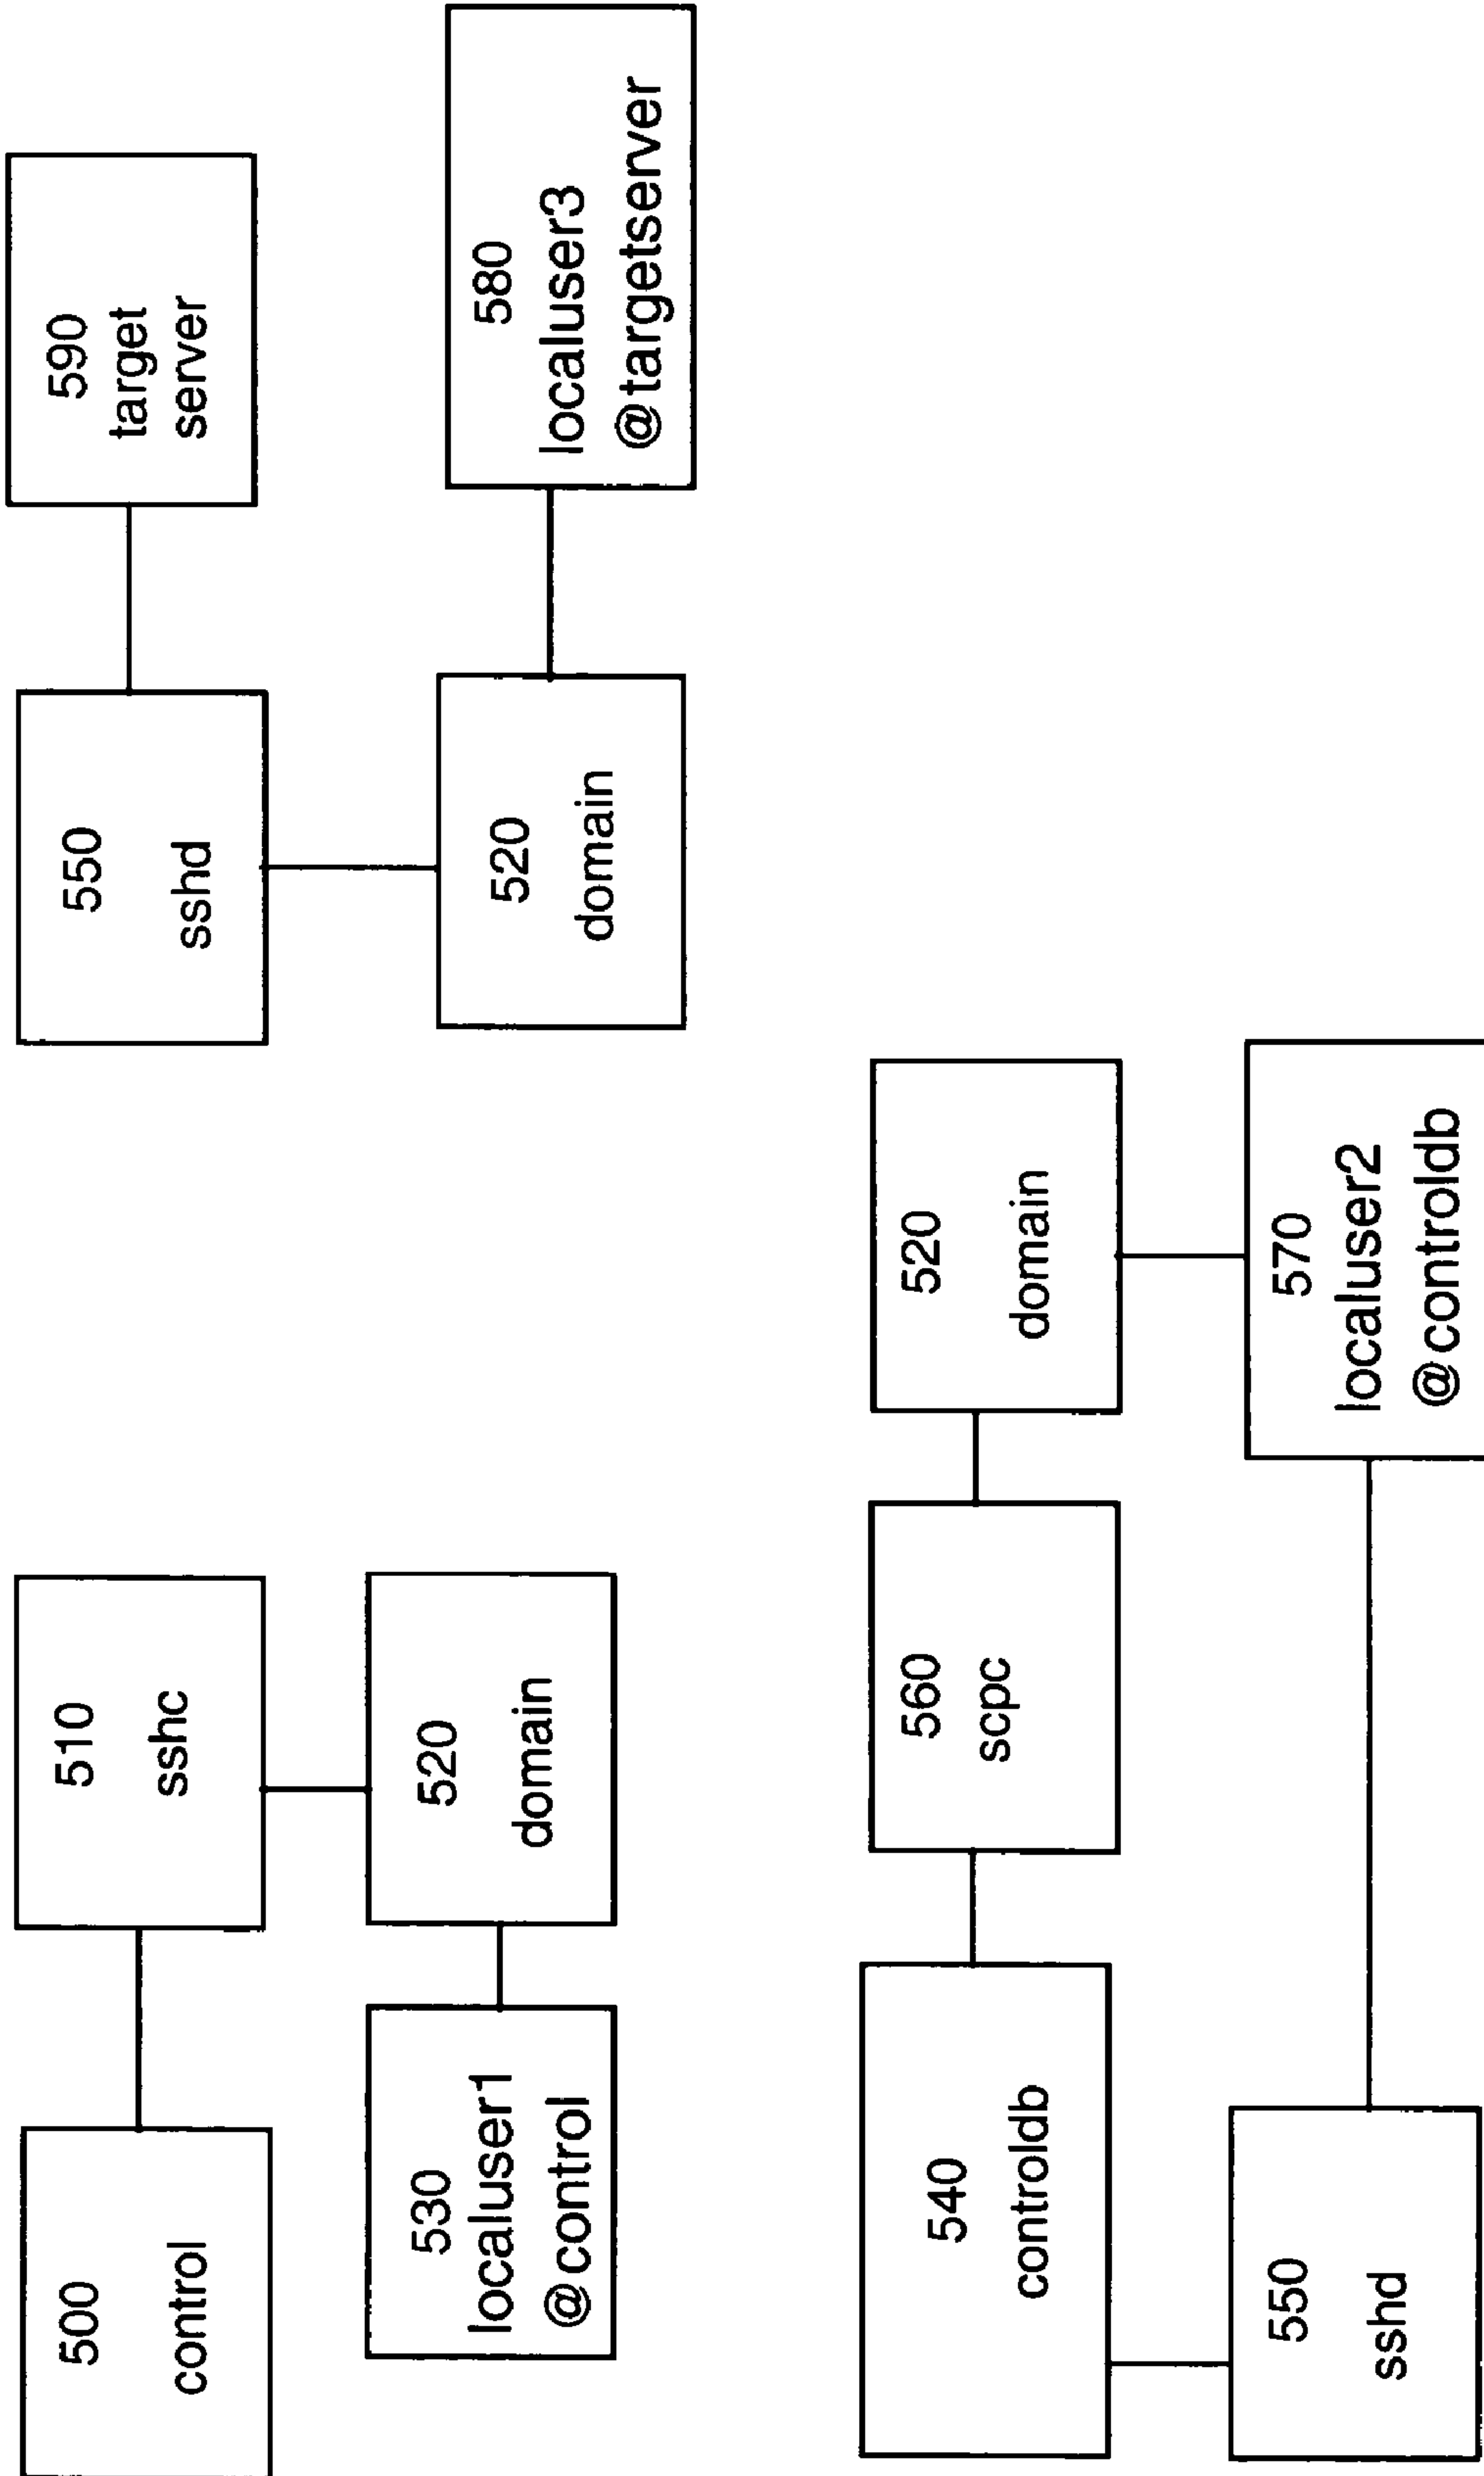 500
control
510
sshc
550
sshd
590
target
server
530
localuser1
@control
520
domain
520
domain
580
localuser3
@targetserver
540
controldb
560
scpc
520
domain
550
sshd
570
localuser2
@controldb